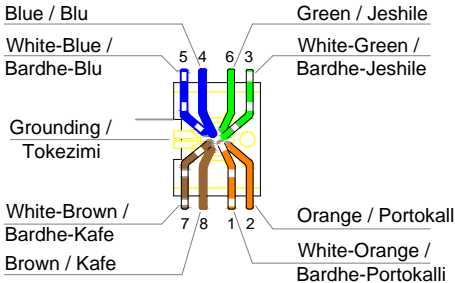 Blue / Blu
Green / Jeshile
White-Blue /
Bardhe-Blu
5 4 6 3
White-Green /
Bardhe-Jeshile
Grounding /
Tokezimi
White-Brown /
Bardhe-Kafe
7 8 1 2
Orange / Portokall
Brown / Kafe
White-Orange /
Bardhe-Portokalli